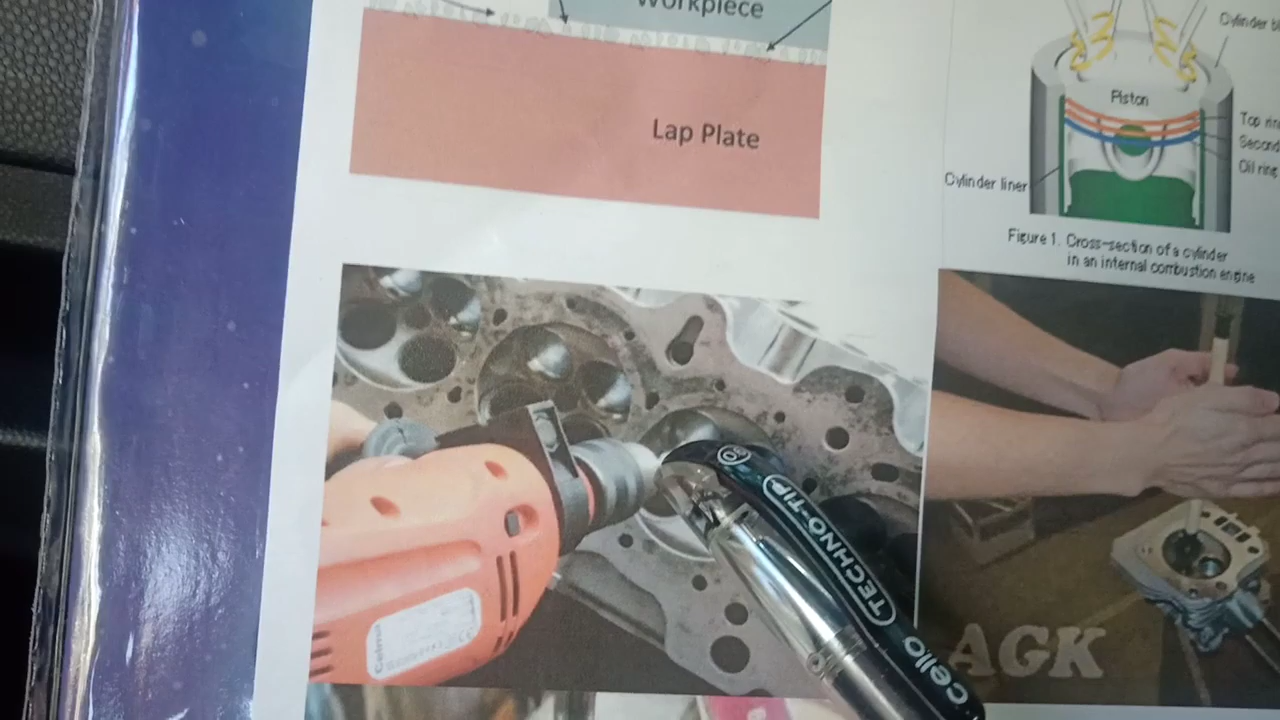 Workpiece
Lap Plate
Piston
Cylinder liner
Top
Second
Oil ring
Figure 1. Cross-section of a cylinder
in an internal combustion engine
TECHNO-TIP
cello
AGK